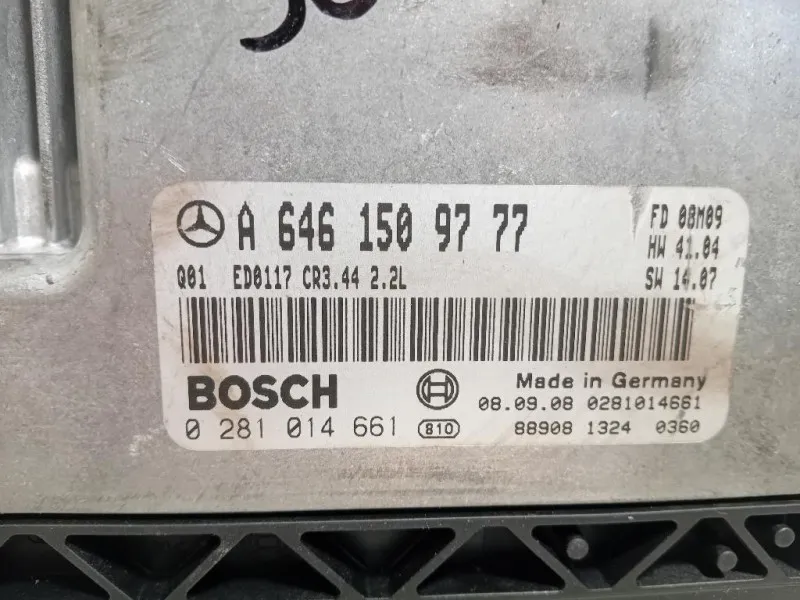 A 646 150 97 77
FD 08M09
HW 41.04
Q01 ED0117 CR3.44 2.2L
SW 14.07
BOSCH
Made in Germany
08.09.08 0281014661
0 281 014 661 810
88908 1324 0360